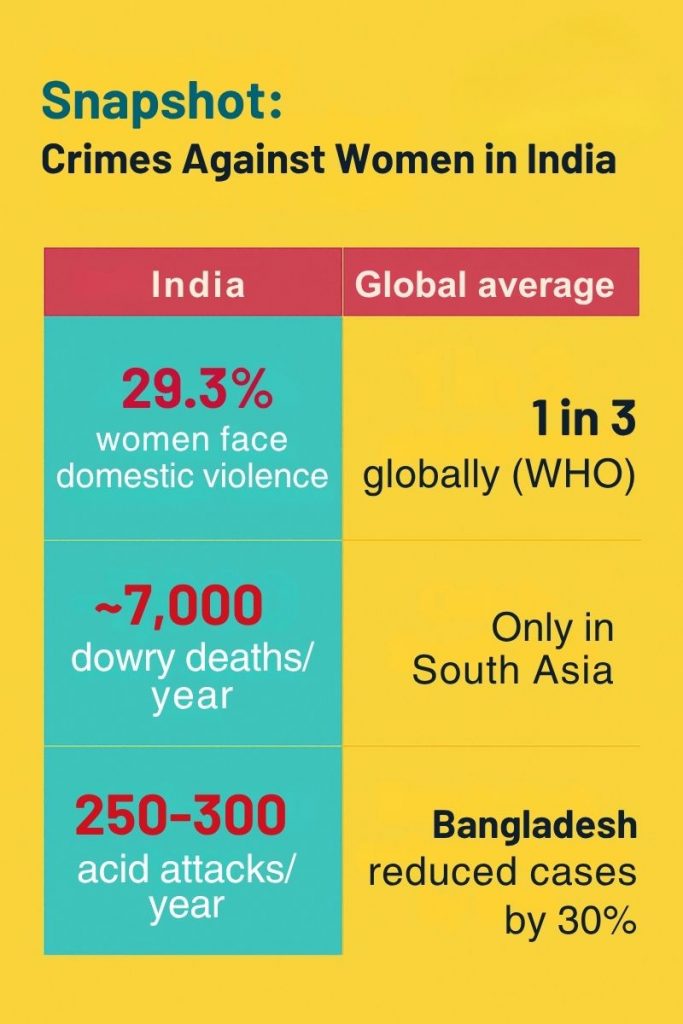 Snapshot:
Crimes Against Women in India
India
Global average
29.3%
women face
domestic violence
1 in 3
globally (WHO)
~7,000
dowry deaths/
year
Only in
South Asia
250-300
acid attacks/
year
Bangladesh
reduced cases
by 30%